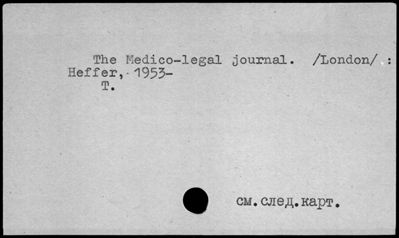 The Medico-legal journal. /London/ :
Heffer, 1953-
T.
см.след.карт.